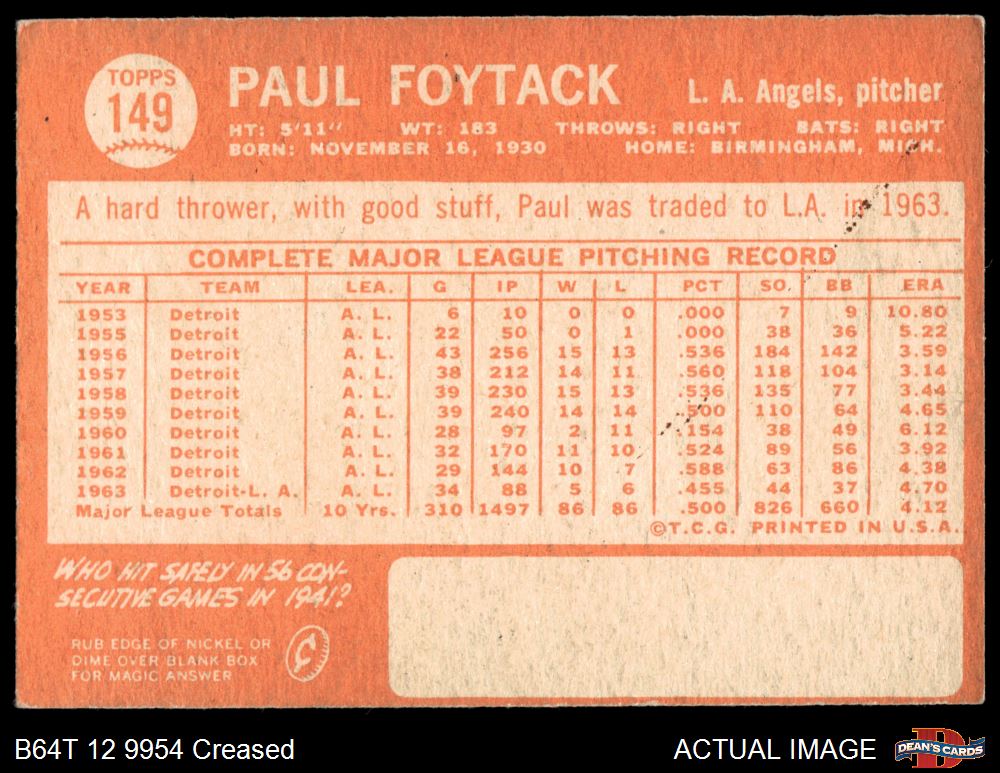 TOPPS
149
PAUL FOYTACK
L. A. Angels, pitcher
HT: 5'11" WT: 183 THROWS: RIGHT BATS: RIGHT
BORN: NOVEMBER 16, 1930 HOME: BIRMINGHAM, MICH.
A hard thrower, with good stuff, Paul was traded to L.A. in 1963.
COMPLETE MAJOR LEAGUE PITCHING RECORD
YEAR TEAM LEA. G IP W L PCT SO. BB ERA
1953 Detroit A. L. 6 10 0 0 .000 7 9 10.80
1955 Detroit A. L. 22 50 0 1 .000 38 36 5.22
1956 Detroit A. L. 43 256 15 13 .536 184 142 3.59
1957 Detroit A. L. 38 212 14 11 .560 118 104 3.14
1958 Detroit A. L. 39 230 15 13 .536 135 77 3.44
1959 Detroit A. L. 39 240 14 14 .500 110 64 4.65
1960 Detroit A. L. 28 97 2 11 .154 38 49 6.12
1961 Detroit A. L. 32 170 11 10 .524 89 56 3.92
1962 Detroit A. L. 29 144 10 7 .588 63 86 4.38
1963 Detroit-L. A. A. L. 34 88 5 6 .455 44 37 4.70
Major League Totals 10 Yrs. 310 1497 86 86 .500 826 660 4.12
©T.C.G. PRINTED IN U.S.A.
WHO HIT SAFELY IN 56 CON-
SECUTIVE GAMES IN 1941?
RUB EDGE OF NICKEL OR
DIME OVER BLANK BOX
FOR MAGIC ANSWER
B64T 12 9954 Creased
ACTUAL IMAGE
DEAN'S CARDS